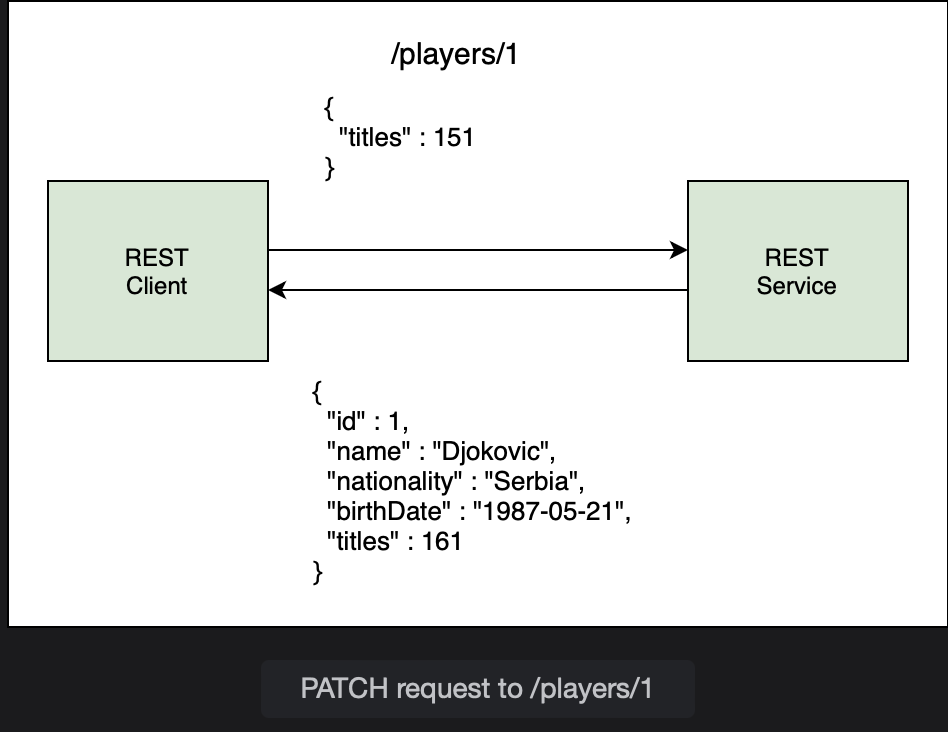 /players/1
{
"titles" : 151
}
REST
Client
REST
Service
{
"id" : 1,
"name" : "Djokovic",
"nationality" : "Serbia",
"birthDate" : "1987-05-21",
"titles" : 161
}
PATCH request to /players/1